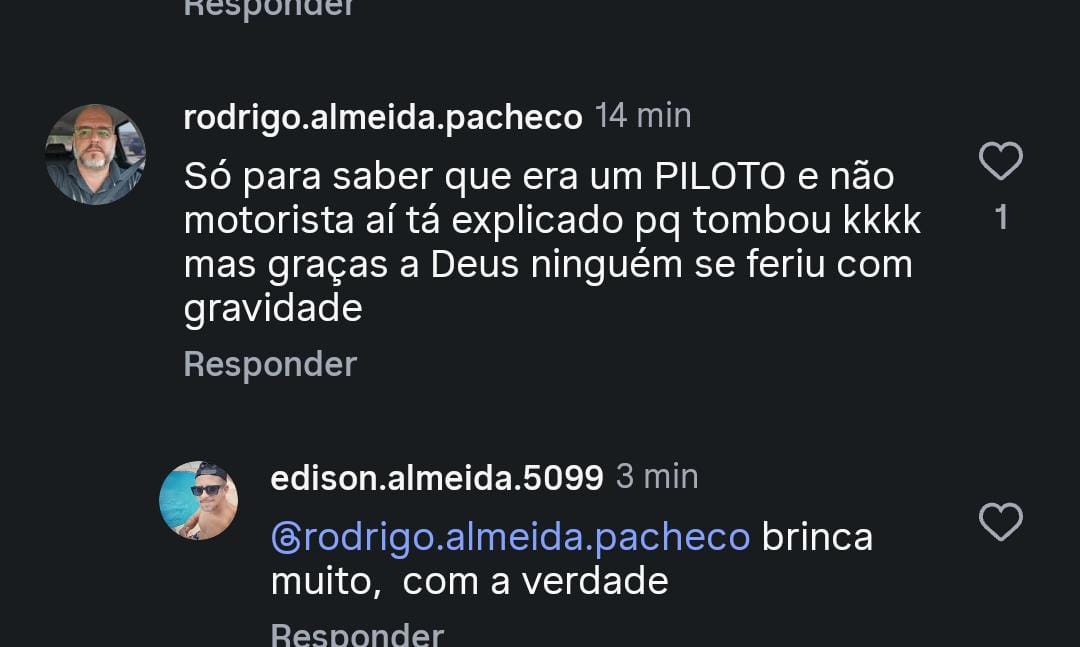 Responder
rodrigo.almeida.pacheco 14 min
Só para saber que era um PILOTO e não
motorista aí tá explicado pq tombou kkkk
mas graças a Deus ninguém se feriu com
gravidade
1
Responder
edison.almeida.5099 3 min
@rodrigo.almeida.pacheco brinca
muito,  com a verdade
Responder